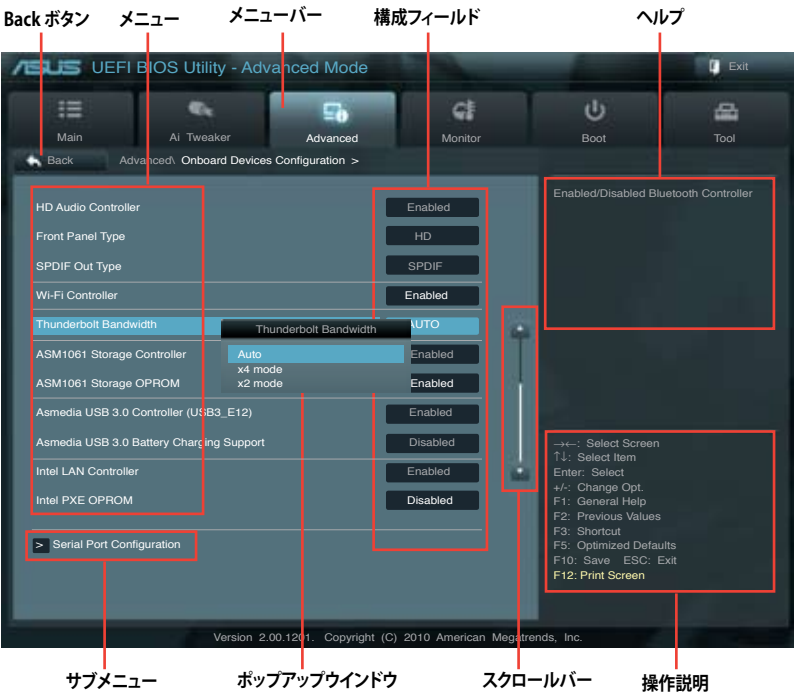 Back ボタン
メニュー
メニューバー
構成フィールド
ヘルプ
ASUS UEFI BIOS Utility - Advanced Mode
Exit
Main
Ai Tweaker
Advanced
Monitor
Boot
Tool
Back
Advanced\ Onboard Devices Configuration >
HD Audio Controller
Enabled
Front Panel Type
HD
SPDIF Out Type
SPDIF
Wi-Fi Controller
Enabled
Thunderbolt Bandwidth
AUTO
Thunderbolt Bandwidth
Auto
x4 mode
x2 mode
ASM1061 Storage Controller
Enabled
ASM1061 Storage OPROM
Enabled
Asmedia USB 3.0 Controller (USB3_E12)
Enabled
Asmedia USB 3.0 Battery Charging Support
Disabled
Intel LAN Controller
Enabled
Intel PXE OPROM
Disabled
> Serial Port Configuration
Enabled/Disabled Bluetooth Controller
→←: Select Screen
↑↓: Select Item
Enter: Select
+/-: Change Opt.
F1: General Help
F2: Previous Values
F3: Shortcut
F5: Optimized Defaults
F10: Save ESC: Exit
F12: Print Screen
Version 2.00.1201. Copyright (C) 2010 American Megatrends, Inc.
サブメニュー
ポップアップウインドウ
スクロールバー
操作説明